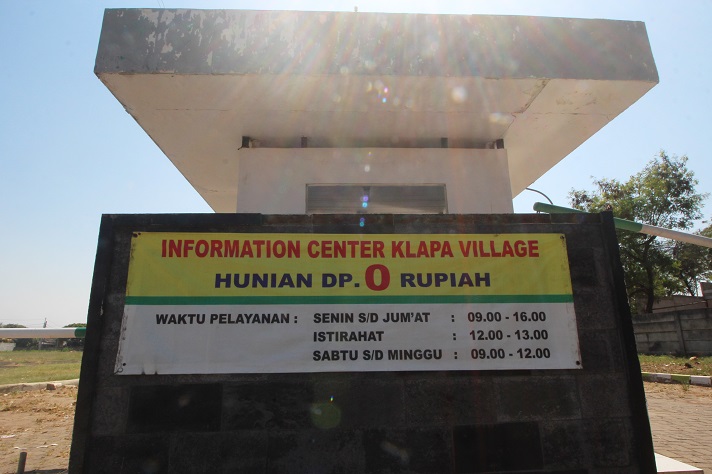 INFORMATION CENTER KLAPA VILLAGE
HUNIAN DP. 0 RUPIAH
WAKTU PELAYANAN : SENIN S/D JUM'AT : 09.00 - 16.00
ISTIRAHAT : 12.00 - 13.00
SABTU S/D MINGGU : 09.00 - 12.00